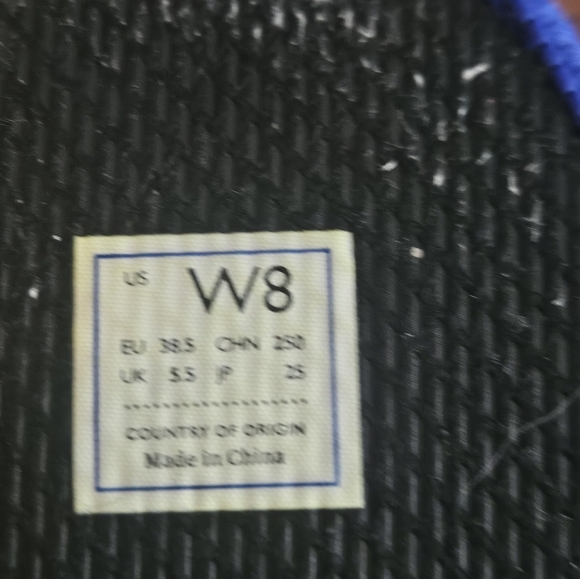 US W8
EU 38.5 CHN 250
UK 5.5 JP 25
COUNTRY OF ORIGIN
Made in China